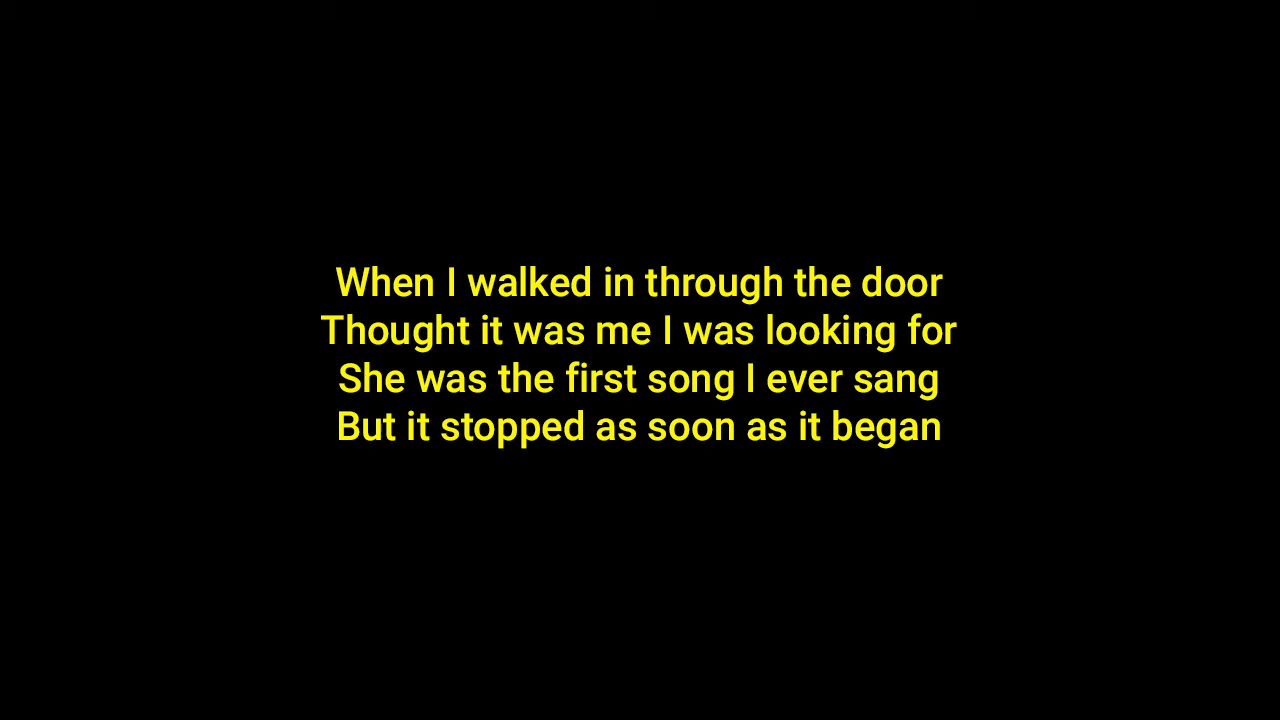 When I walked in through the door
Thought it was me I was looking for
She was the first song I ever sang
But it stopped as soon as it began